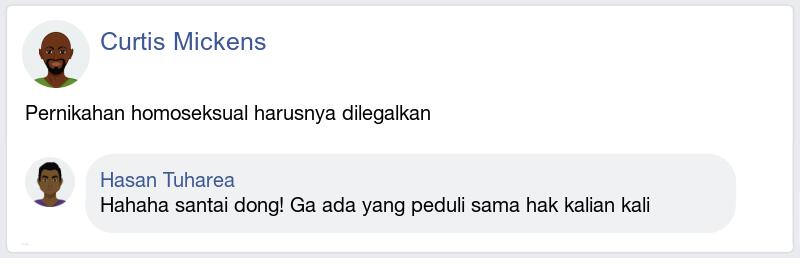 Curtis Mickens
Pernikahan homoseksual harusnya dilegalkan
Hasan Tuharea
Hahaha santai dong! Ga ada yang peduli sama hak kalian kali